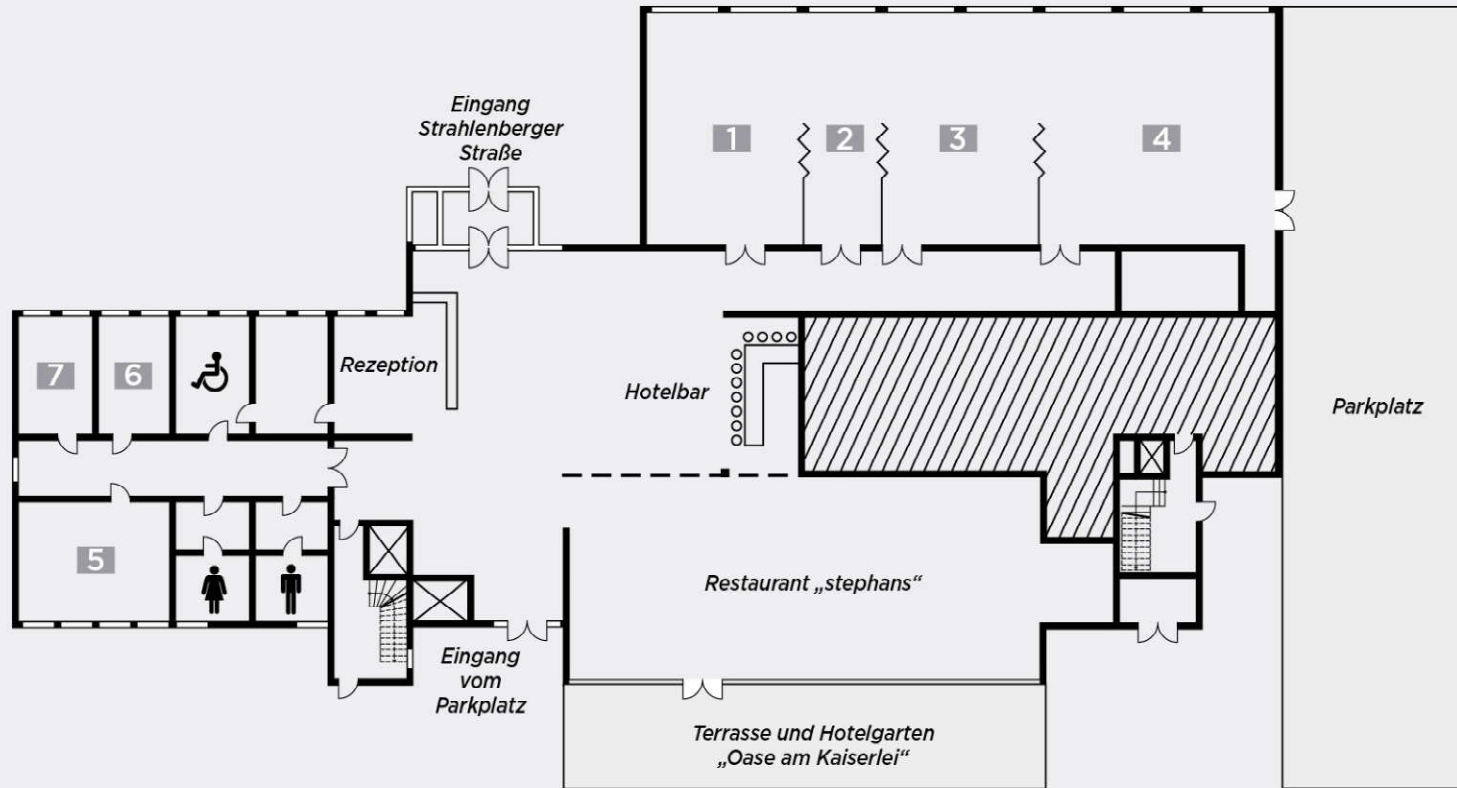 Eingang
Strahlenberger
Straße
1
2
3
4
7
6
Rezeption
Hotelbar
Parkplatz
5
Restaurant „stephans“
Eingang
vom
Parkplatz
Terrasse und Hotelgarten
„Oase am Kaiserlei“